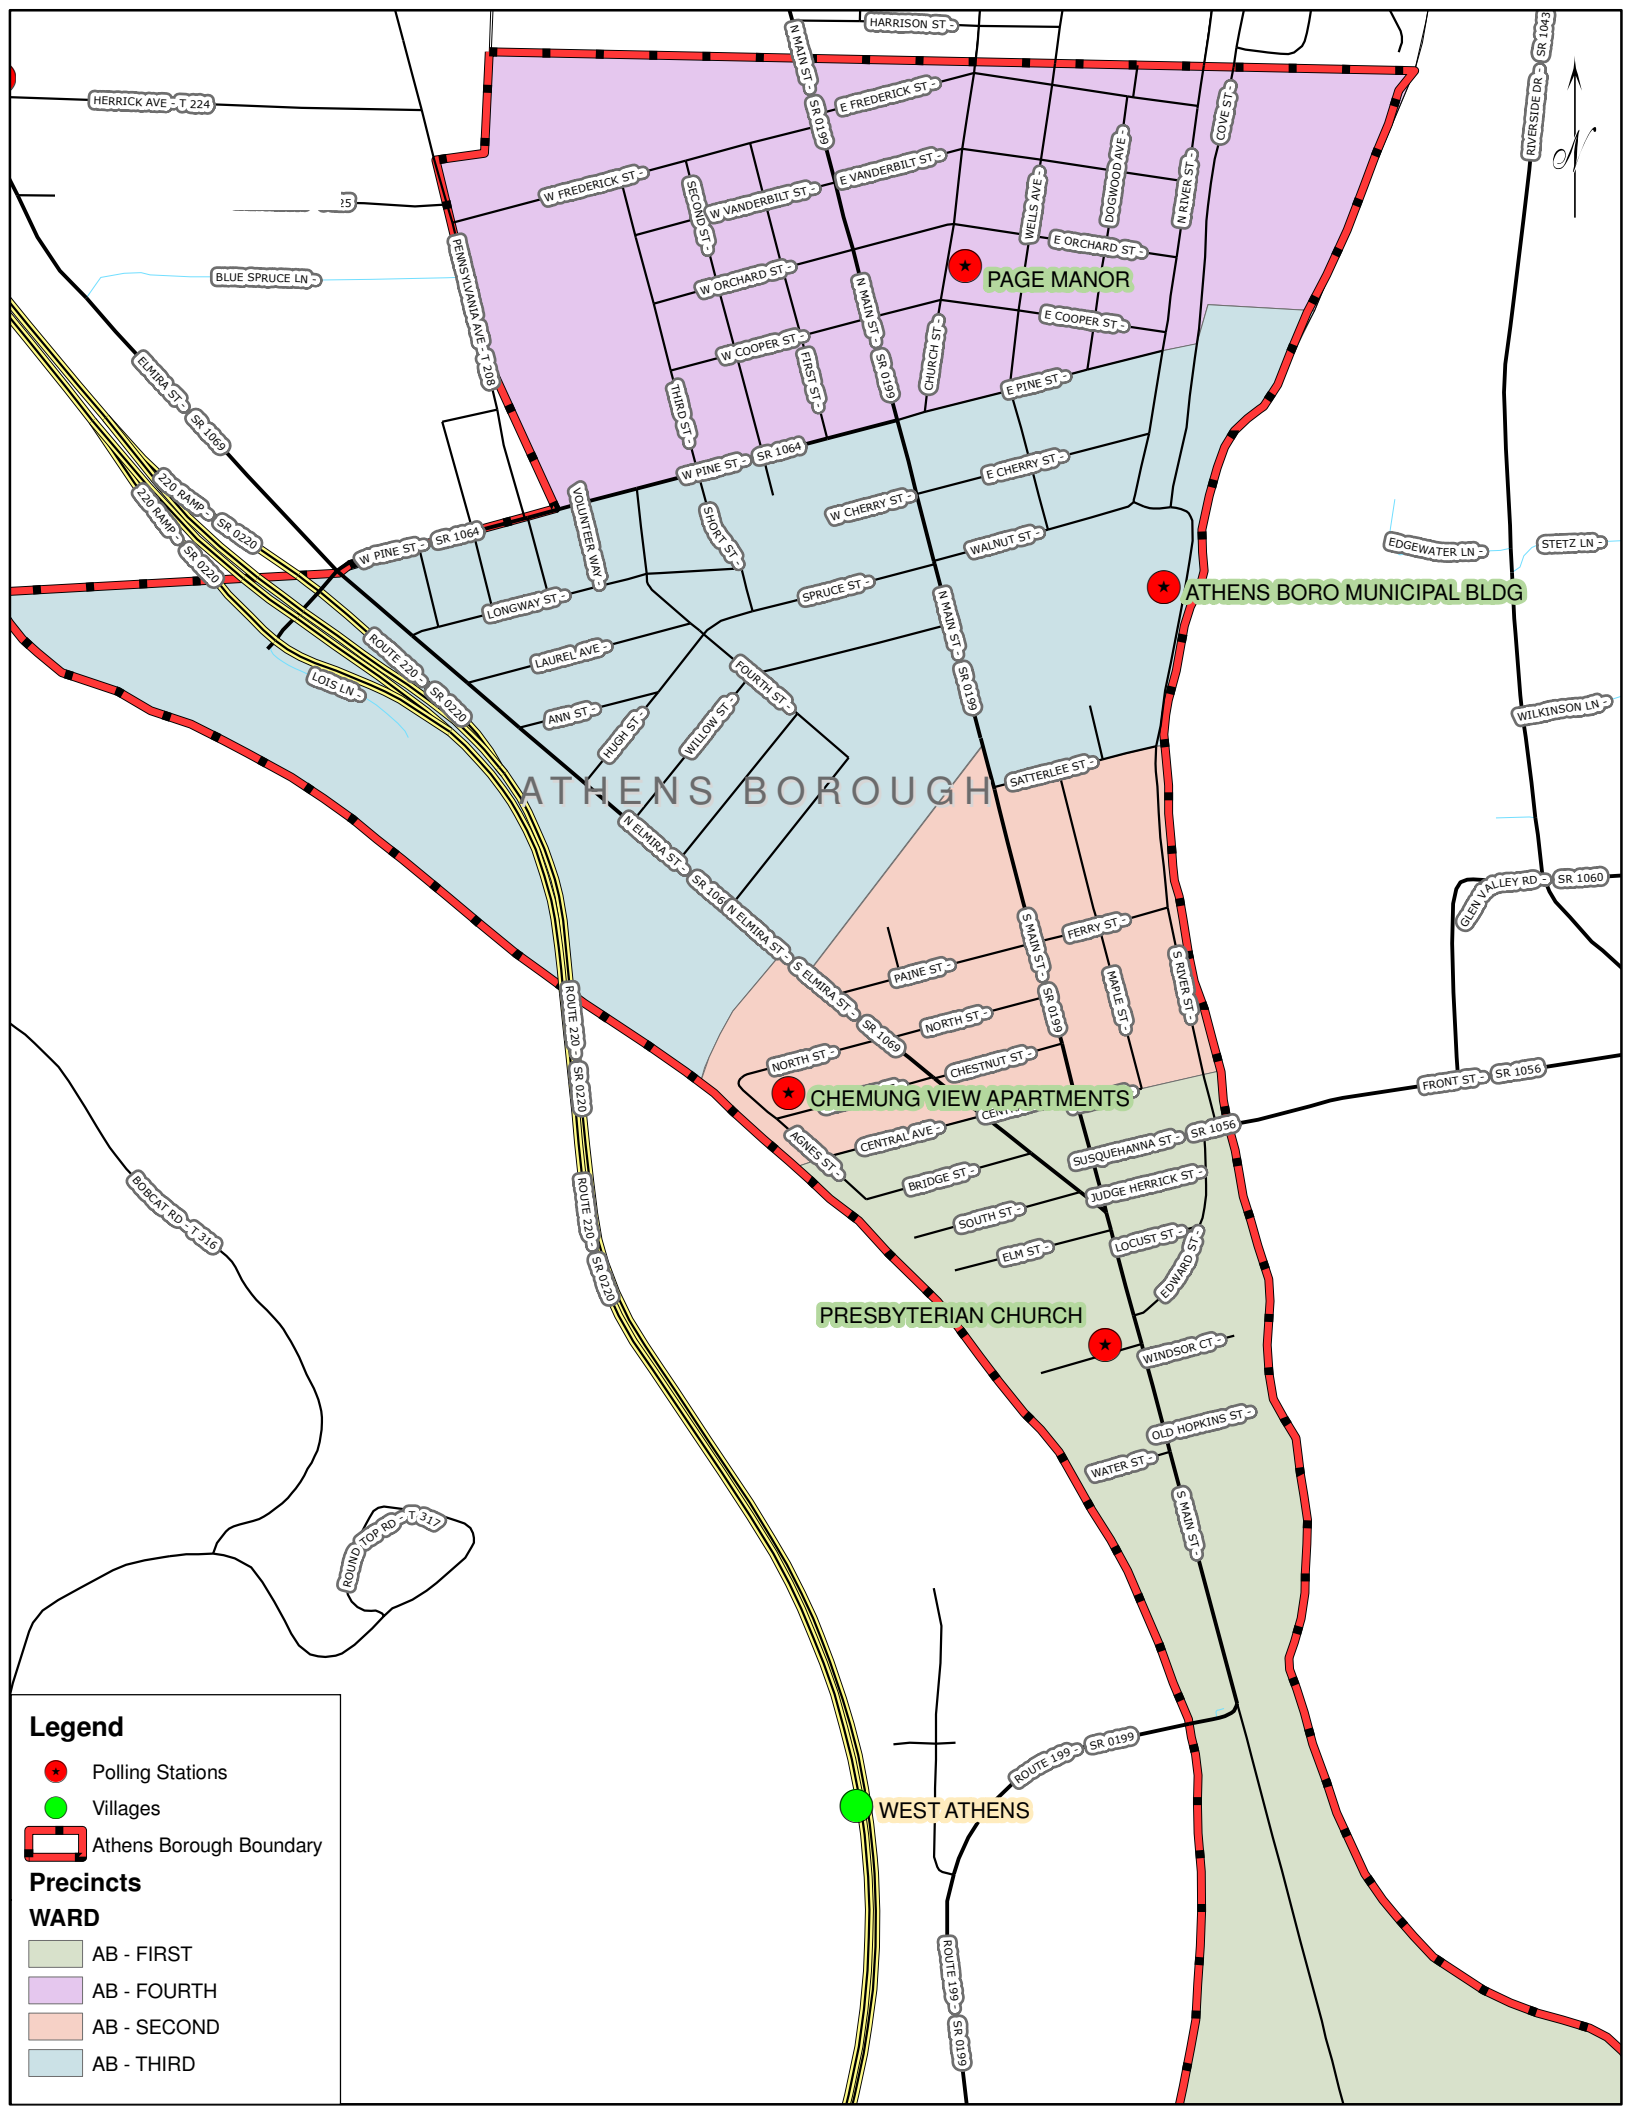 HARRISON ST -
N MAIN ST - SR 0199
SR 1043
RIVERSIDE DR -
HERRICK AVE - T 224
E FREDERICK ST -
COVE ST -
W FREDERICK ST -
SECOND ST -
W VANDERBILT ST -
E VANDERBILT ST -
WELLS AVE -
DOGWOOD AVE -
N RIVER ST -
25
PENNSYLVANIA AVE - T 208
BLUE SPRUCE LN -
W ORCHARD ST -
E ORCHARD ST -
PAGE MANOR
N MAIN ST - SR 0199
W COOPER ST -
E COOPER ST -
CHURCH ST -
FIRST ST -
THIRD ST -
E PINE ST -
ELMIRA ST - SR 1069
W PINE ST - SR 1064
E CHERRY ST -
W CHERRY ST -
220 RAMP - SR 0220
220 RAMP - SR 0220
VOLUNTEER WAY -
SHORT ST -
W PINE ST - SR 1064
WALNUT ST -
EDGEWATER LN -
STETZ LN -
ATHENS BORO MUNICIPAL BLDG
LONGWAY ST -
SPRUCE ST -
N MAIN ST - SR 0199
LAUREL AVE -
ROUTE 220 - SR 0220
LOIS LN -
FOURTH ST -
ANN ST -
HUGH ST -
WILLOW ST -
WILKINSON LN -
SATTERLEE ST -
ATHENS BOROUGH
N ELMIRA ST - SR 106
N ELMIRA ST -
GLEN VALLEY RD - SR 1060
S MAIN ST - SR 0199
FERRY ST -
PAINE ST -
S ELMIRA ST - SR 1069
MAPLE ST -
S RIVER ST -
NORTH ST -
NORTH ST -
CHESTNUT ST -
ROUTE 220 - SR 0220
FRONT ST - SR 1056
CHEMUNG VIEW APARTMENTS
CENTRAL AVE -
AGNES ST -
SUSQUEHANNA ST - SR 1056
BRIDGE ST -
JUDGE HERRICK ST -
SOUTH ST -
LOCUST ST -
ELM ST -
EDWARD ST -
BOBCAT RD - T 316
ROUTE 220 - SR 0220
PRESBYTERIAN CHURCH
WINDSOR CT -
OLD HOPKINS ST -
WATER ST -
S MAIN ST -
ROUND TOP RD - T 317
ROUTE 199 - SR 0199
WEST ATHENS
ROUTE 199 - SR 0199
N
Legend
Polling Stations
Villages
Athens Borough Boundary
Precincts
WARD
AB - FIRST
AB - FOURTH
AB - SECOND
AB - THIRD